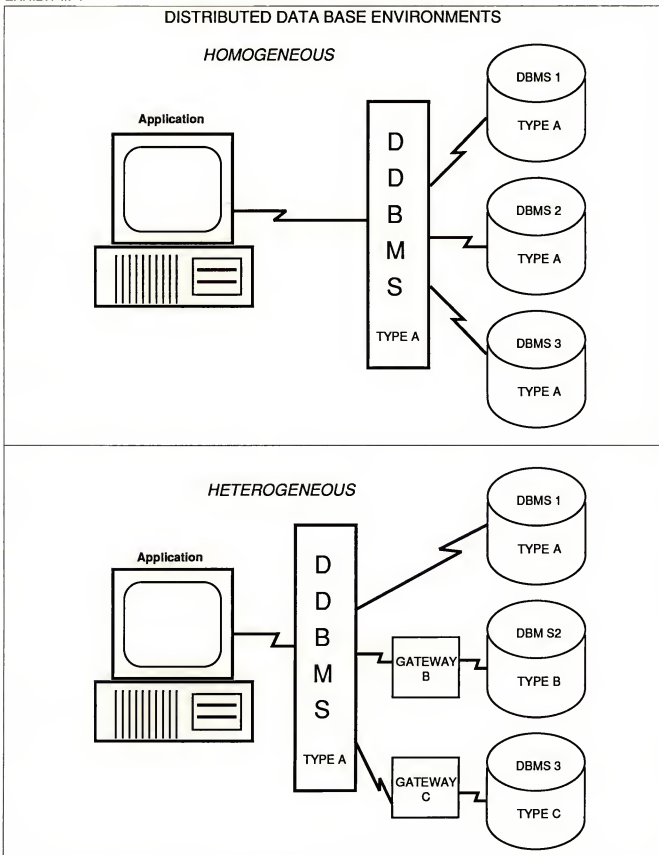 DISTRIBUTED DATA BASE ENVIRONMENTS
HOMOGENEOUS
Application
D
D
B
M
S
TYPE A
DBMS 1
TYPE A
DBMS 2
TYPE A
DBMS 3
TYPE A
HETEROGENEOUS
Application
D
D
B
M
S
TYPE A
GATEWAY
B
GATEWAY
C
DBMS 1
TYPE A
DBM S2
TYPE B
DBMS 3
TYPE C